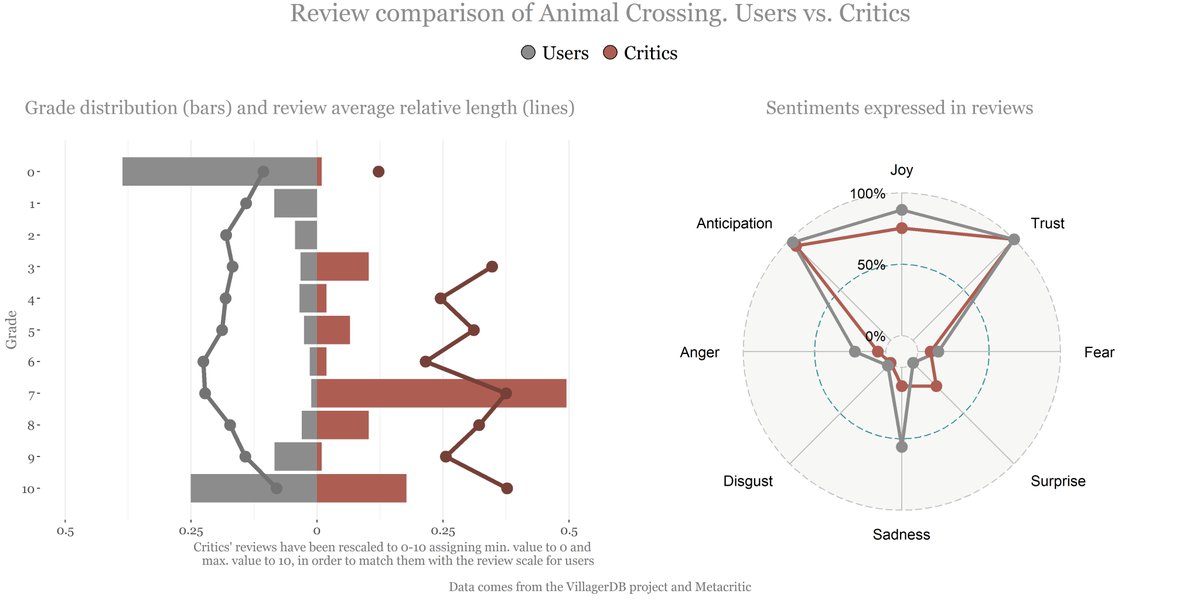 Review comparison of Animal Crossing. Users vs. Critics
Users Critics
Grade distribution (bars) and review average relative length (lines)
Grade
0
1
2
3
4
5
6
7
8
9
10
0.5 0.25 0 0.25 0.5
Critics' reviews have been rescaled to 0-10 assigning min. value to 0 and
max. value to 10, in order to match them with the review scale for users
Sentiments expressed in reviews
Joy
100%
Anticipation Trust
50%
0%
Anger Fear
Disgust Surprise
Sadness
Data comes from the VillagerDB project and Metacritic